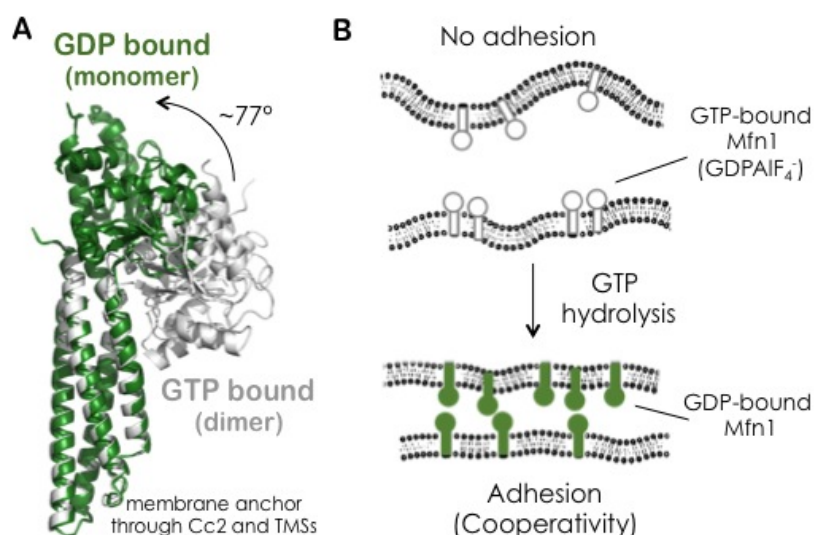 A
GDP bound
(monomer)
~77º
GTP bound
(dimer)
membrane anchor
through Cc2 and TMSs
B
No adhesion
GTP-bound
Mfn1
(GDPAlF₄⁻)
GTP
hydrolysis
GDP-bound
Mfn1
Adhesion
(Cooperativity)